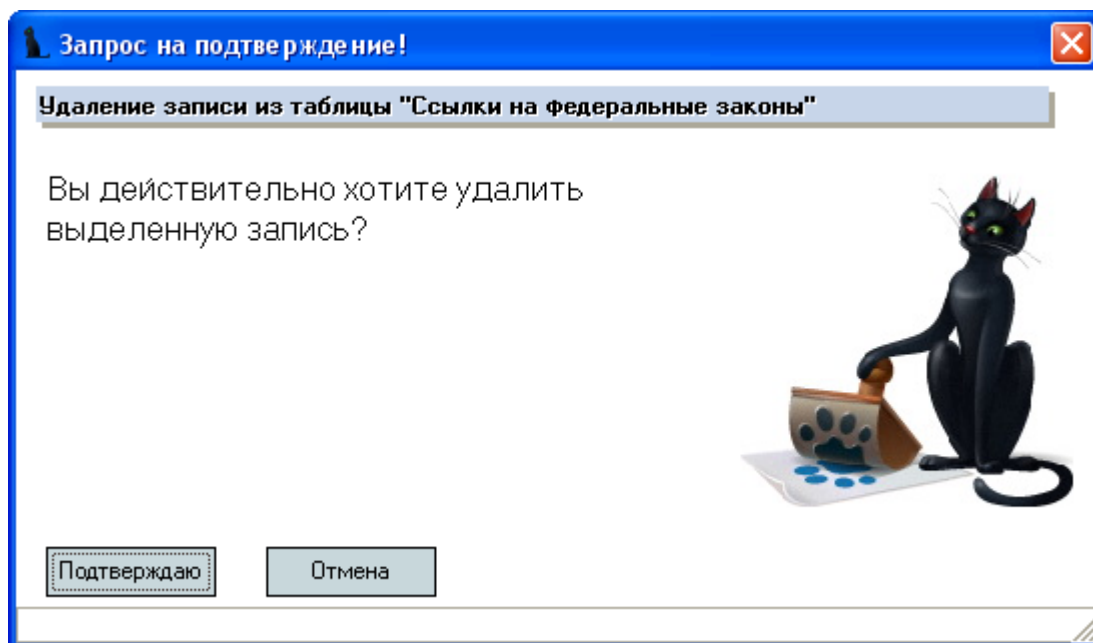 Запрос на подтверждение!
Удаление записи из таблицы "Ссылки на федеральные законы"
Вы действительно хотите удалить
выделенную запись?
Подтверждаю
Отмена